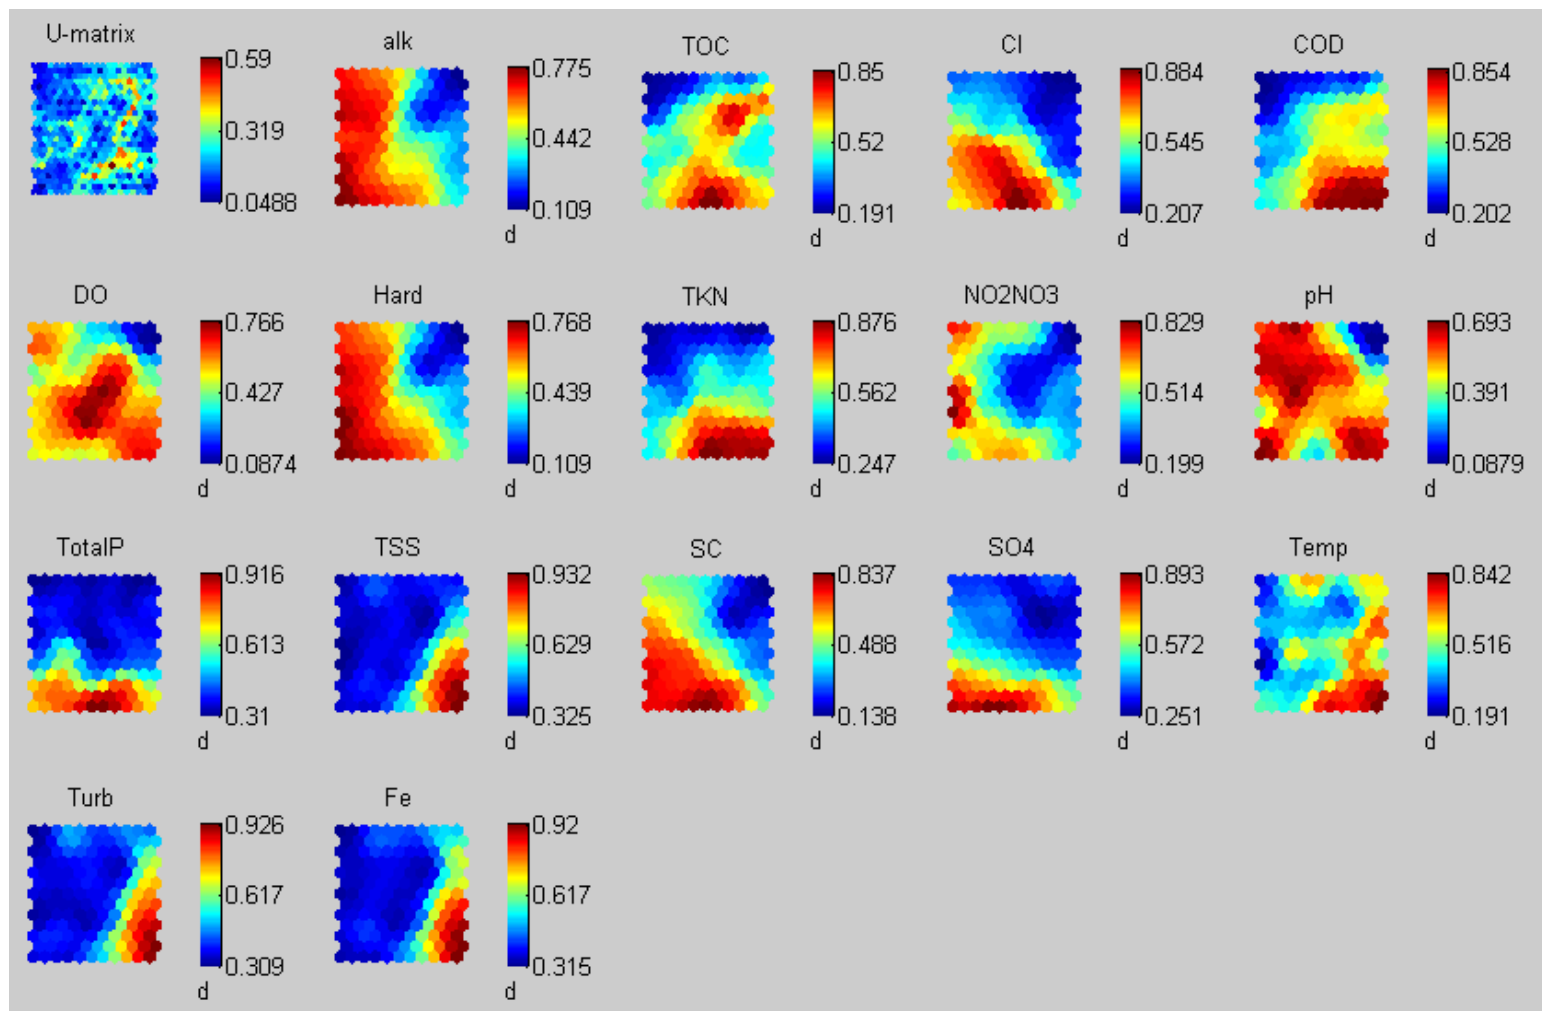 U-matrix
0.59
0.319
0.0488
alk
0.775
0.442
0.109
d
TOC
0.85
0.52
0.191
d
Cl
0.884
0.545
0.207
d
COD
0.854
0.528
0.202
d
DO
0.766
0.427
0.0874
d
Hard
0.768
0.439
0.109
d
TKN
0.876
0.562
0.247
d
NO2NO3
0.829
0.514
0.199
d
pH
0.693
0.391
0.0879
d
TotalP
0.916
0.613
0.31
d
TSS
0.932
0.629
0.325
d
SC
0.837
0.488
0.138
d
SO4
0.893
0.572
0.251
d
Temp
0.842
0.516
0.191
d
Turb
0.926
0.617
0.309
d
Fe
0.92
0.617
0.315
d